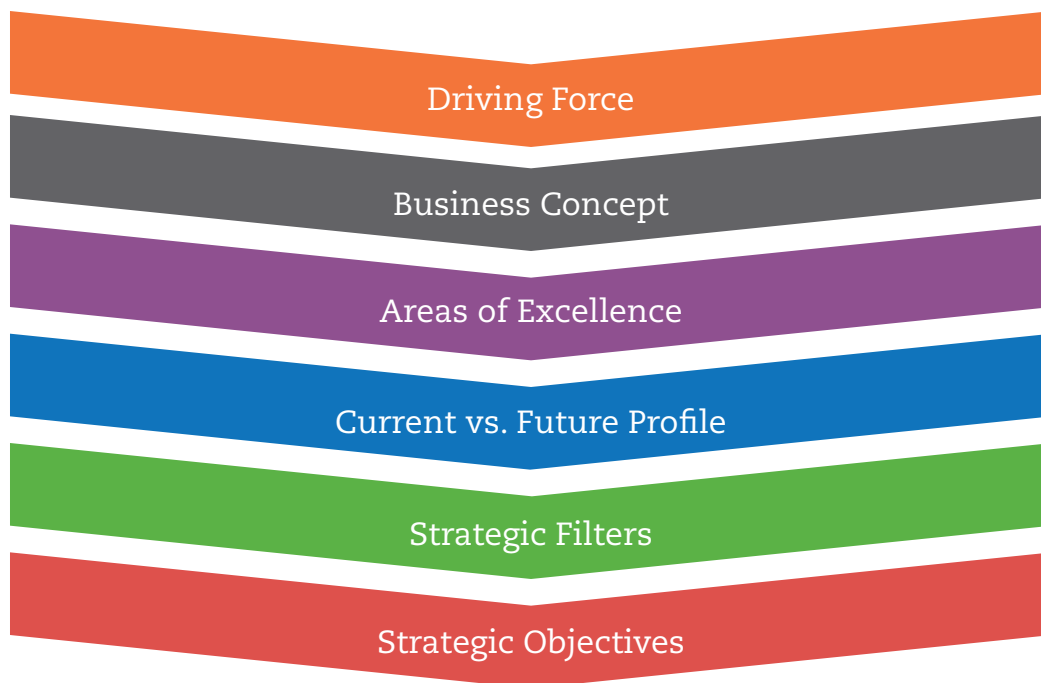 Driving Force
Business Concept
Areas of Excellence
Current vs. Future Profile
Strategic Filters
Strategic Objectives